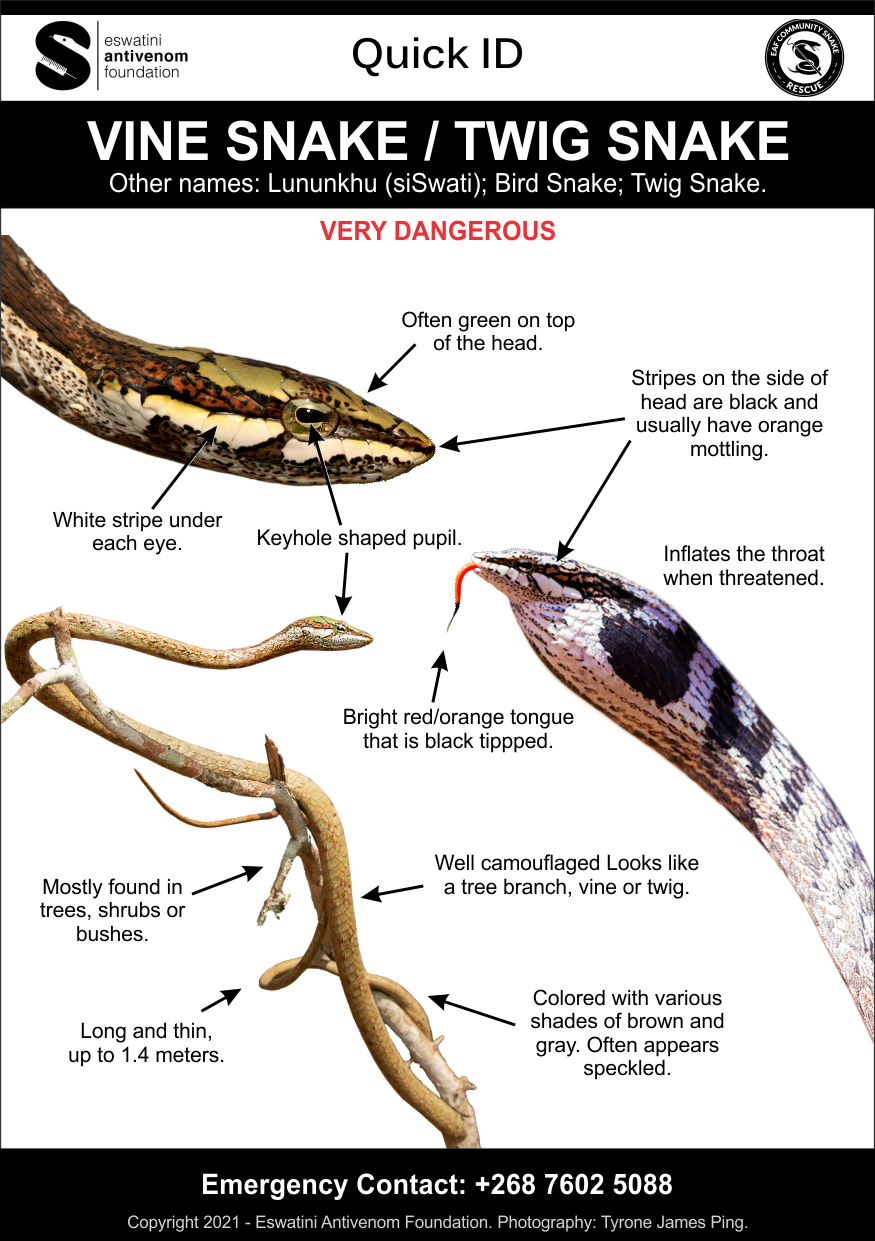 eswatini
antivenom
foundation
Quick ID
EAF COMMUNITY SNAKE
RESCUE
VINE SNAKE / TWIG SNAKE
Other names: Lununkhu (siSwati); Bird Snake; Twig Snake.
VERY DANGEROUS
Often green on top
of the head.
Stripes on the side of
head are black and
usually have orange
mottling.
White stripe under
each eye.
Keyhole shaped pupil.
Inflates the throat
when threatened.
Bright red/orange tongue
that is black tippped.
Well camouflaged Looks like
a tree branch, vine or twig.
Mostly found in
trees, shrubs or
bushes.
Colored with various
shades of brown and
gray. Often appears
speckled.
Long and thin,
up to 1.4 meters.
Emergency Contact: +268 7602 5088
Copyright 2021 - Eswatini Antivenom Foundation. Photography: Tyrone James Ping.